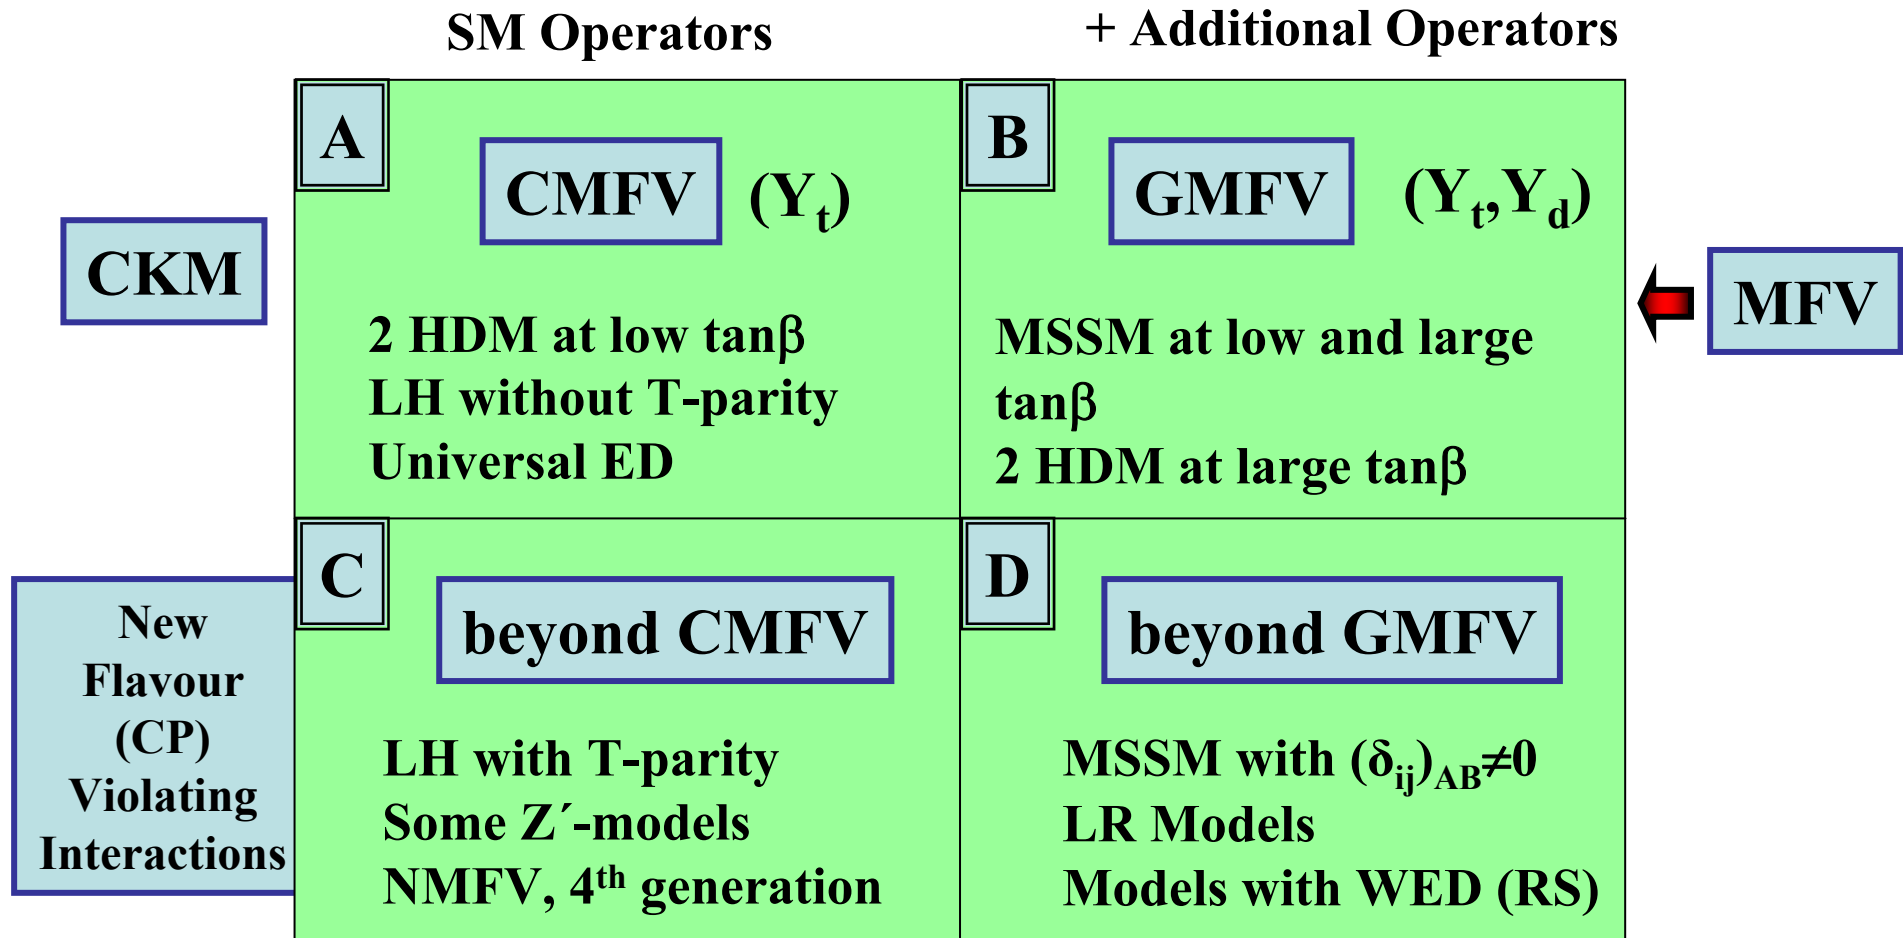 SM Operators
+ Additional Operators
A
CMFV (Yt)
B
GMFV (Yt,Yd)
CKM
MFV
2 HDM at low tanβ
LH without T-parity
Universal ED
MSSM at low and large
tanβ
2 HDM at large tanβ
C
beyond CMFV
D
beyond GMFV
New
Flavour
(CP)
Violating
Interactions
LH with T-parity
Some Z´-models
NMFV, 4th generation
MSSM with (δij)AB≠0
LR Models
Models with WED (RS)